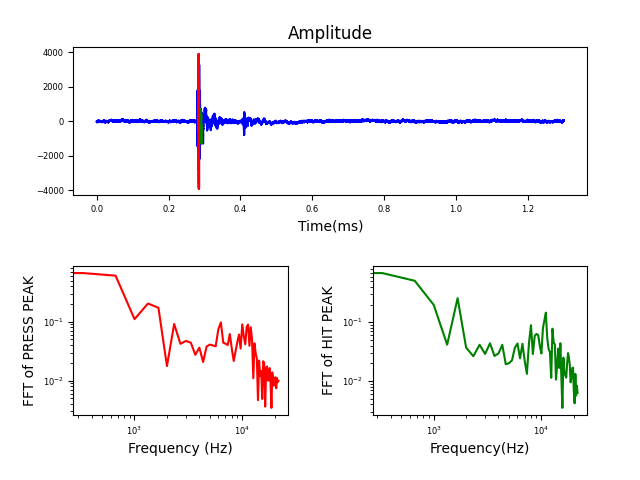 Amplitude
4000
2000
0
−2000
−4000
0.0 0.2 0.4 0.6 0.8 1.0 1.2
Time(ms)
FFT of PRESS PEAK
10⁻¹
10⁻²
10³ 10⁴
Frequency (Hz)
FFT of HIT PEAK
10⁻¹
10⁻²
10³ 10⁴
Frequency(Hz)